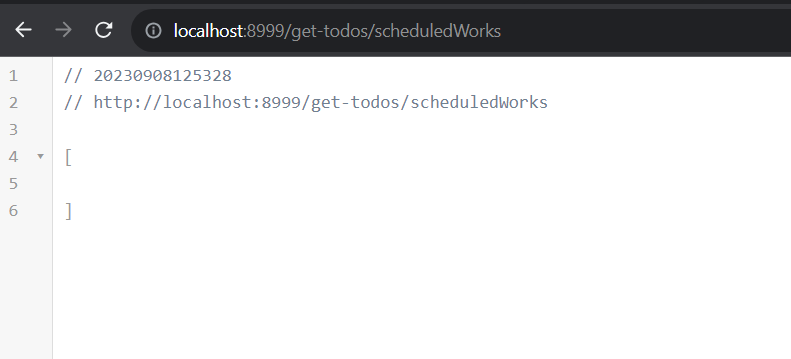 localhost:8999/get-todos/scheduledWorks
1 // 20230908125328
2 // http://localhost:8999/get-todos/scheduledWorks
3
4 [
5
6 ]